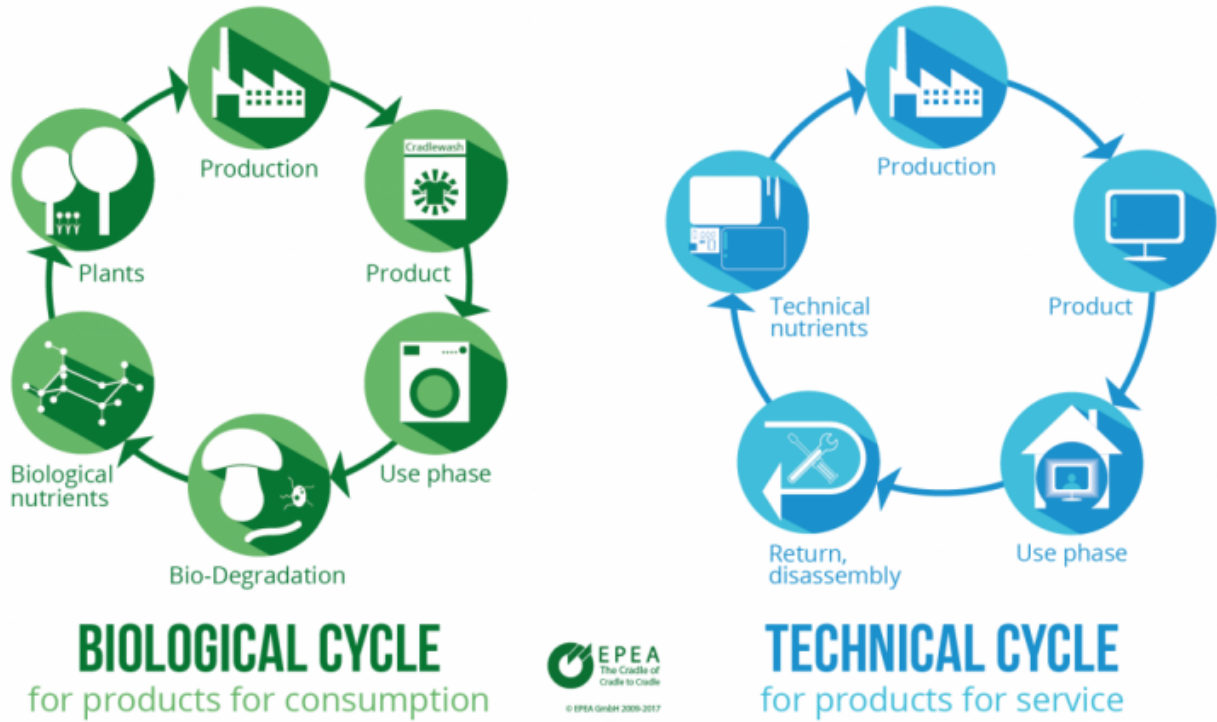 Production
Cradlewash
Product
Use phase
Bio-Degradation
Biological
nutrients
Plants
BIOLOGICAL CYCLE
for products for consumption
EPEA
The Cradle of
Cradle to Cradle
© EPEA GmbH 2009-2017
Production
Product
Use phase
Return,
disassembly
Technical
nutrients
TECHNICAL CYCLE
for products for service